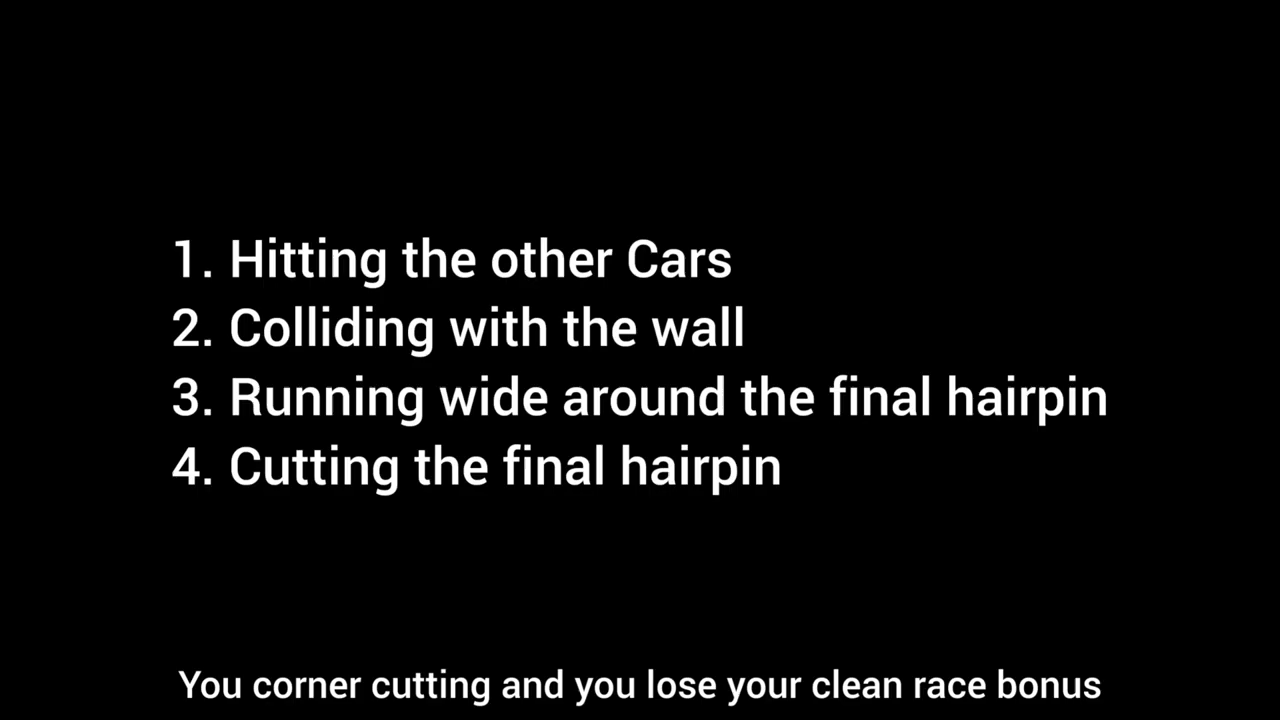 1. Hitting the other Cars
2. Colliding with the wall
3. Running wide around the final hairpin
4. Cutting the final hairpin
You corner cutting and you lose your clean race bonus